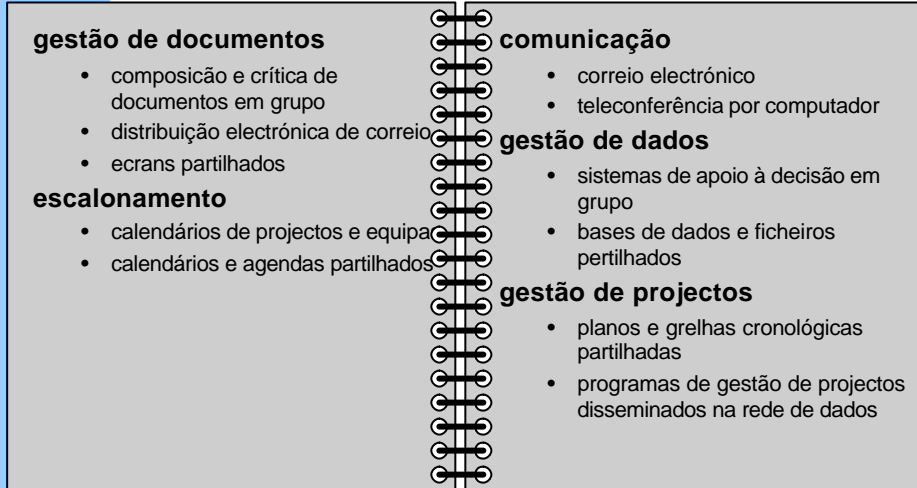 gestão de documentos
• composicão e crítica de
documentos em grupo
• distribuição electrónica de correio
• ecrans partilhados
escalonamento
• calendários de projectos e equipa
• calendários e agendas partilhados
comunicação
• correio electrónico
• teleconferência por computador
gestão de dados
• sistemas de apoio à decisão em
grupo
• bases de dados e ficheiros
pertilhados
gestão de projectos
• planos e grelhas cronológicas
partilhadas
• programas de gestão de projectos
disseminados na rede de dados